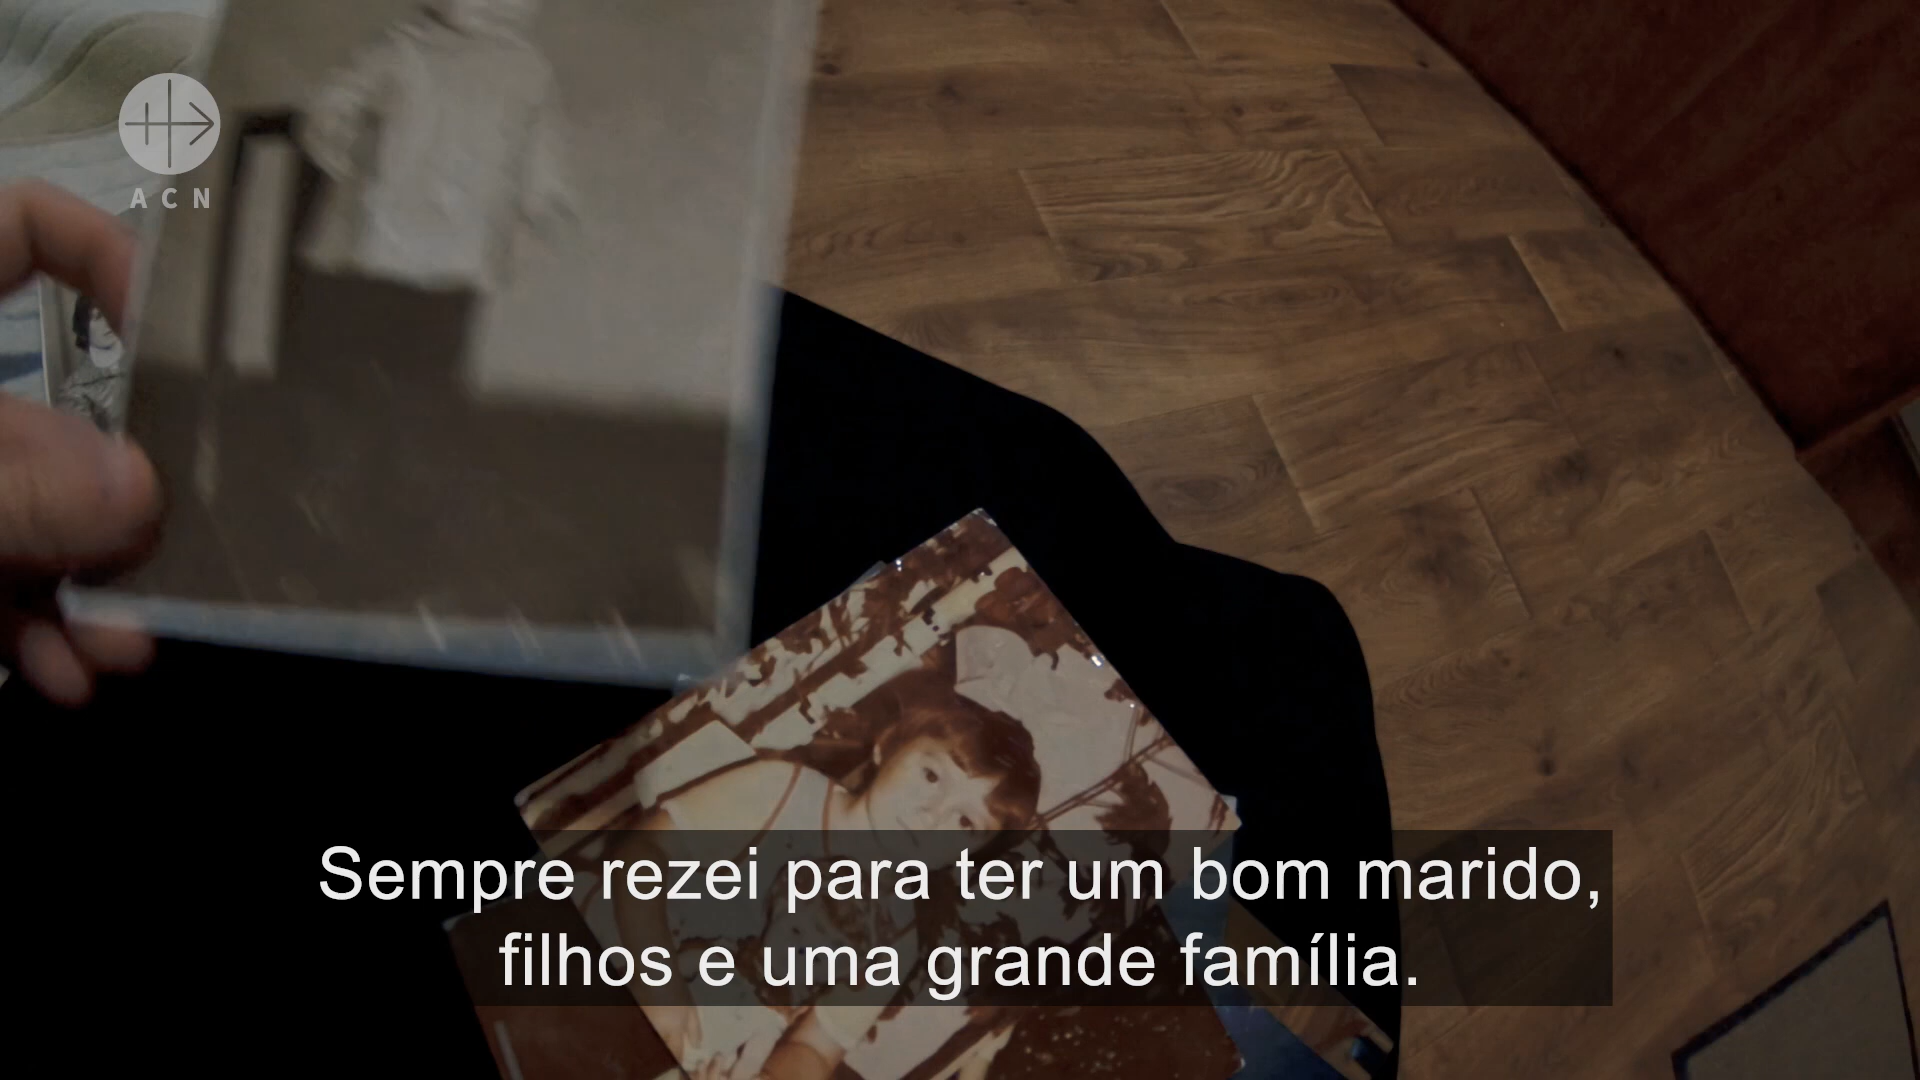 ACN
Sempre rezei para ter um bom marido,
filhos e uma grande família.